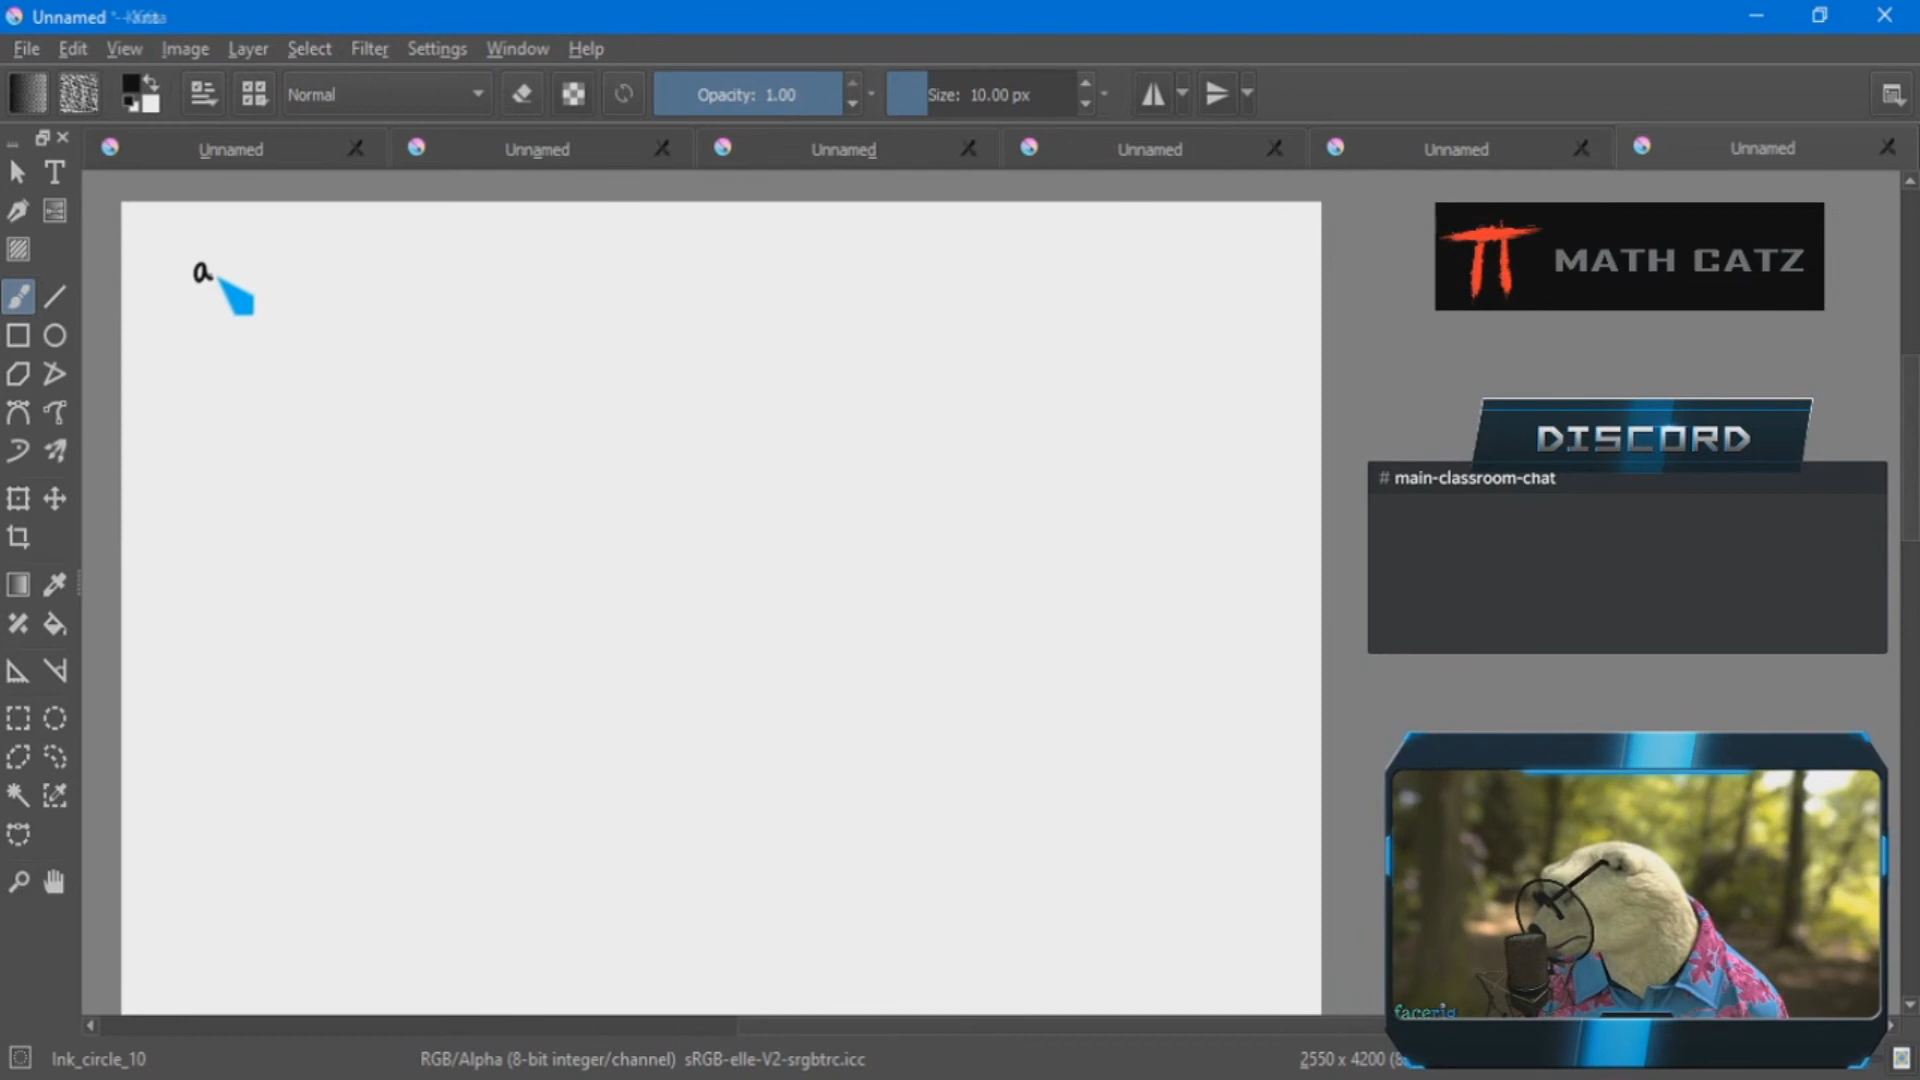 Unnamed
File Edit View Image Layer Select Filter Settings Window Help
Normal Opacity: 1.00 Size: 10.00 px
Unnamed Unnamed Unnamed Unnamed Unnamed Unnamed
T
a
π MATH CATZ
DISCORD
# main-classroom-chat
facerig
Ink_circle_10 RGB/Alpha (8-bit integer/channel) sRGB-elle-V2-srgbtrc.icc 2550 x 4200